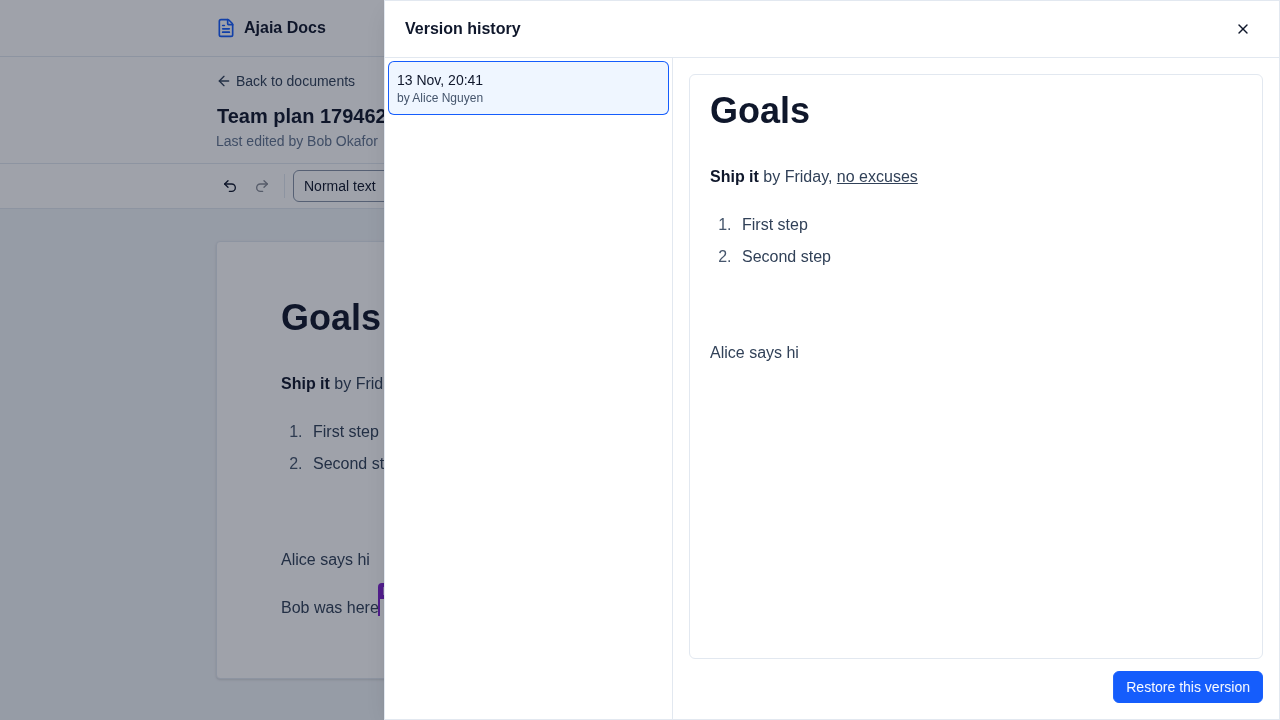 Ajaia Docs
Back to documents
Team plan 179462
Last edited by Bob Okafor
Normal text
Goals
Ship it by Frid
1. First step
2. Second st
Alice says hi
Bob was here
Version history
13 Nov, 20:41
by Alice Nguyen
Goals
Ship it by Friday, no excuses
1. First step
2. Second step
Alice says hi
Restore this version